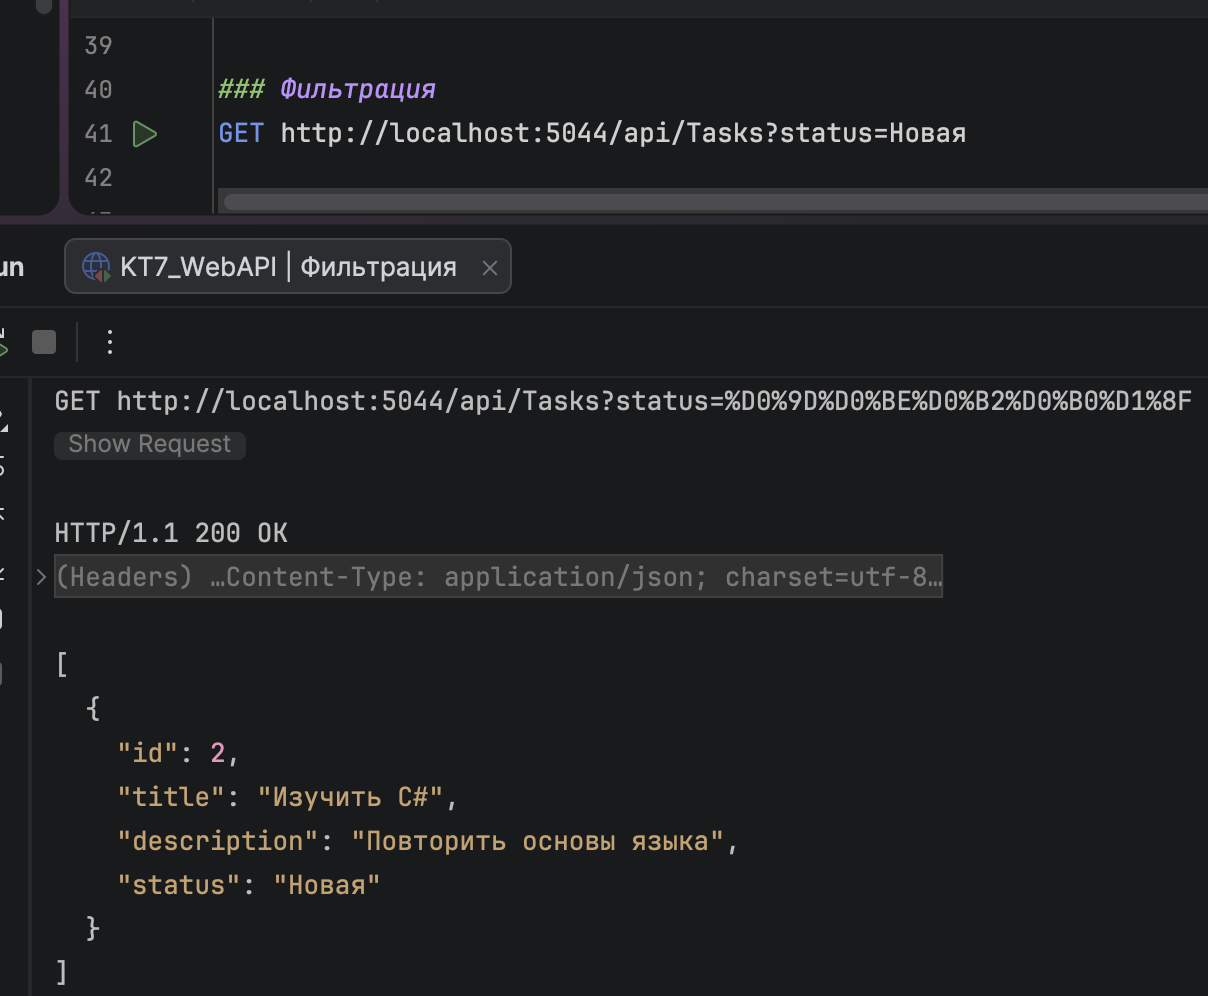 39
40
### Фильтрация
41
GET http://localhost:5044/api/Tasks?status=Новая
42
KT7_WebAPI | Фильтрация
GET http://localhost:5044/api/Tasks?status=%D0%9D%D0%BE%D0%B2%D0%B0%D1%8F
Show Request
HTTP/1.1 200 OK
(Headers) …Content-Type: application/json; charset=utf-8…
[
{
"id": 2,
"title": "Изучить C#",
"description": "Повторить основы языка",
"status": "Новая"
}
]